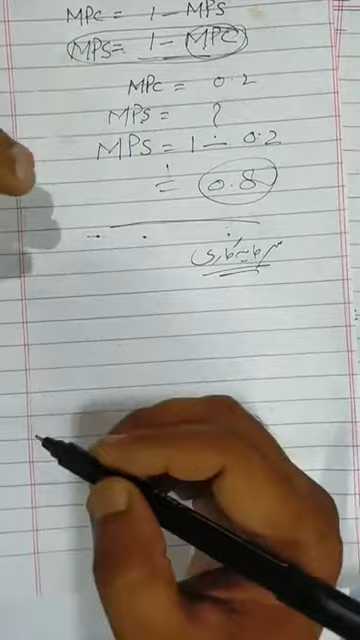 MPC = 1 - MPS
MPS = 1 - MPC
MPC = 0.2
MPS = ?
MPS = 1 - 0.2
= 0.8
سرمایہ کاری